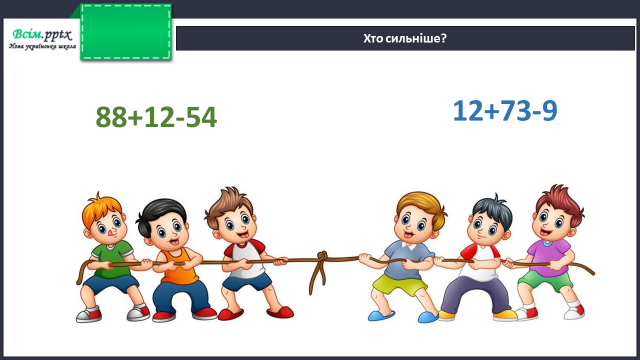 Всім.pptx
Нова українська школа
Хто сильніше?
88+12-54
12+73-9